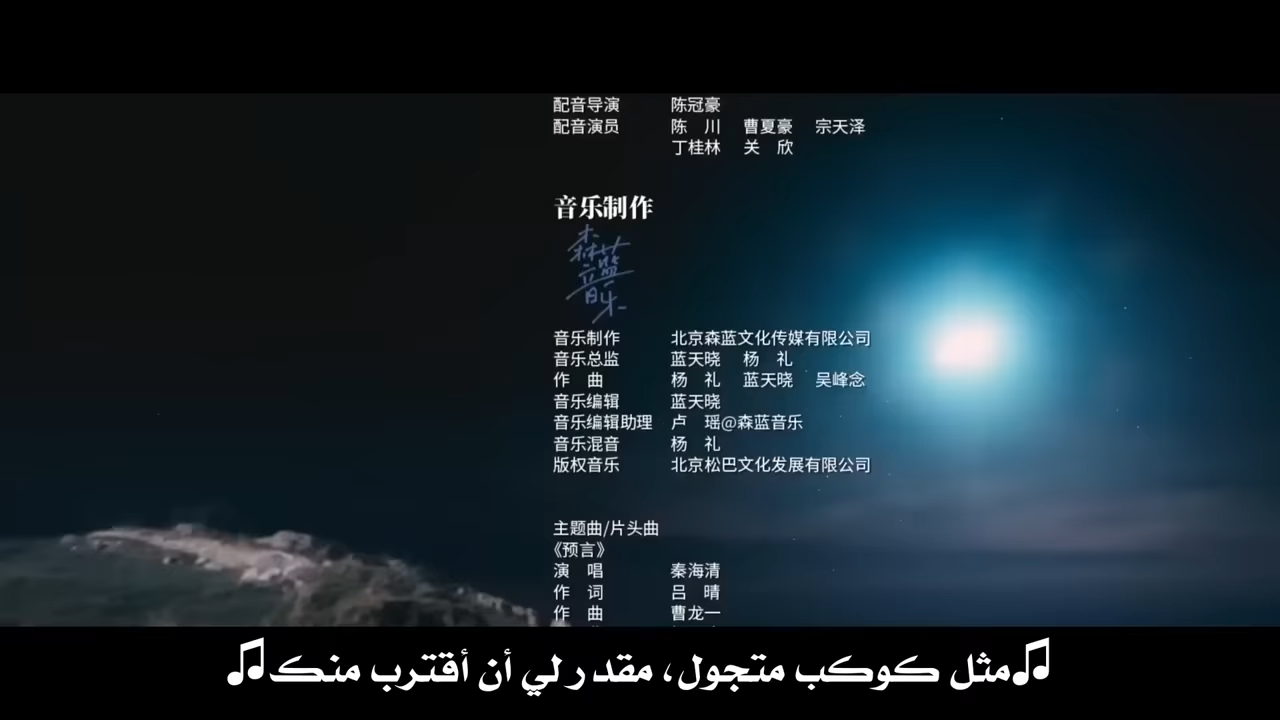 配音导演 陈冠豪
配音演员 陈 川 曹夏豪 宗天泽
丁桂林 关 欣
音乐制作
森蓝音乐
音乐制作 北京森蓝文化传媒有限公司
音乐总监 蓝天晓 杨 礼
作 曲 杨 礼 蓝天晓 吴峰念
音乐编辑 蓝天晓
音乐编辑助理 卢 瑶@森蓝音乐
音乐混音 杨 礼
版权音乐 北京松巴文化发展有限公司
主题曲/片头曲
《预言》
演 唱 秦海清
作 词 吕 晴
作 曲 曹龙一
♫مثل كوكب متجول، مقدر لي أن أقترب منك♫